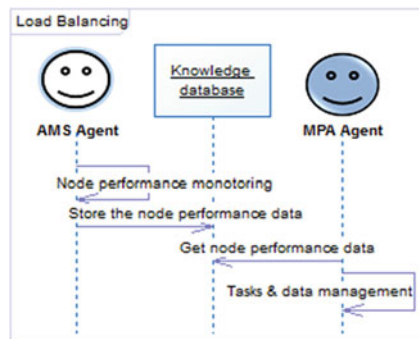 Load Balancing
Knowledge
database
AMS Agent
MPA Agent
Node performance monotoring
Store the node performance data
Get node performance data
Tasks & data management